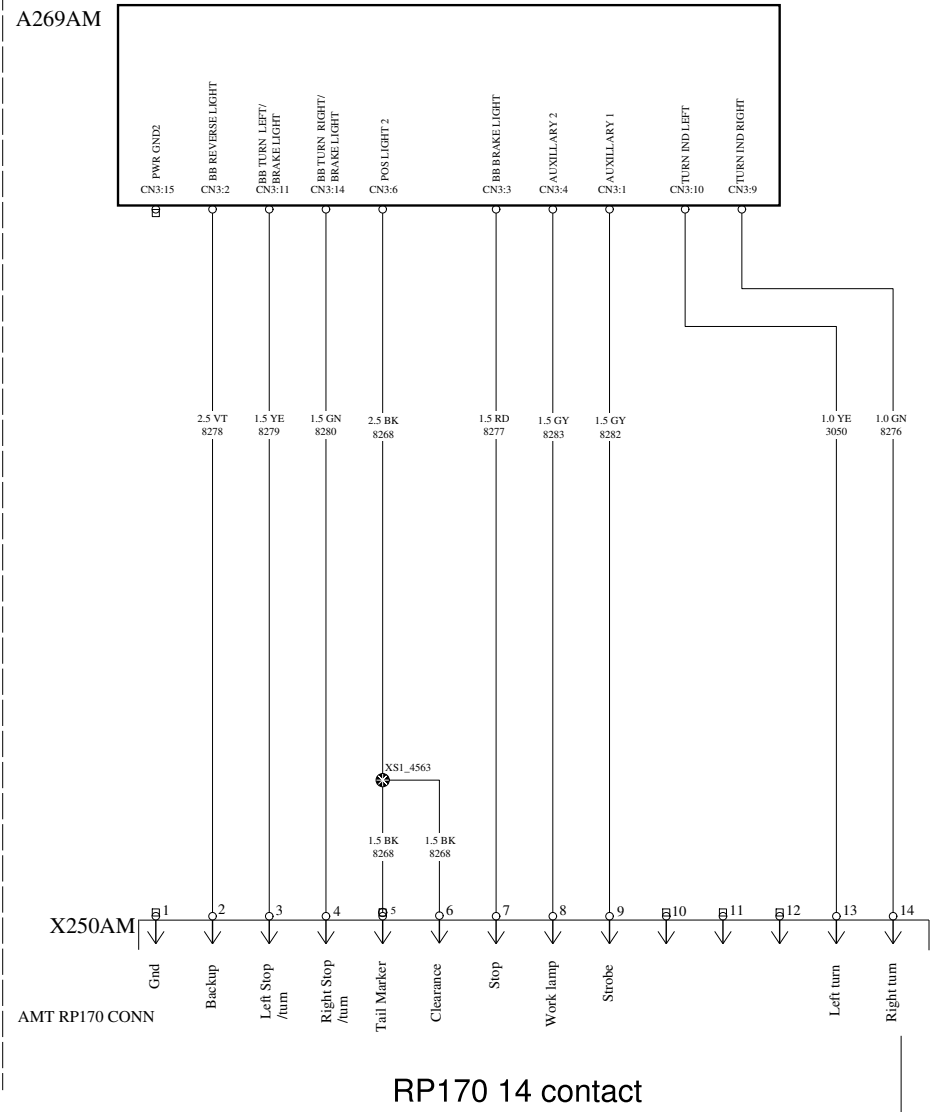 A269AM
PWR GND2
BB REVERSE LIGHT
BB TURN LEFT/
BRAKE LIGHT
BB TURN RIGHT/
BRAKE LIGHT
POS LIGHT 2
BB BRAKE LIGHT
AUXILLARY 2
AUXILLARY 1
TURN IND LEFT
TURN IND RIGHT
CN3:15 CN3:2 CN3:11 CN3:14 CN3:6 CN3:3 CN3:4 CN3:1 CN3:10 CN3:9
2.5 VT 1.5 YE 1.5 GN 2.5 BK 1.5 RD 1.5 GY 1.5 GY 1.0 YE 1.0 GN
8278 8279 8280 8268 8277 8283 8282 3050 8276
XS1_4563
1.5 BK 1.5 BK
8268 8268
1 2 3 4 5 6 7 8 9 10 11 12 13 14
X250AM
Gnd
Backup
Left Stop
/turn
Right Stop
/turn
Tail Marker
Clearance
Stop
Work lamp
Strobe
Left turn
Right turn
AMT RP170 CONN
RP170 14 contact